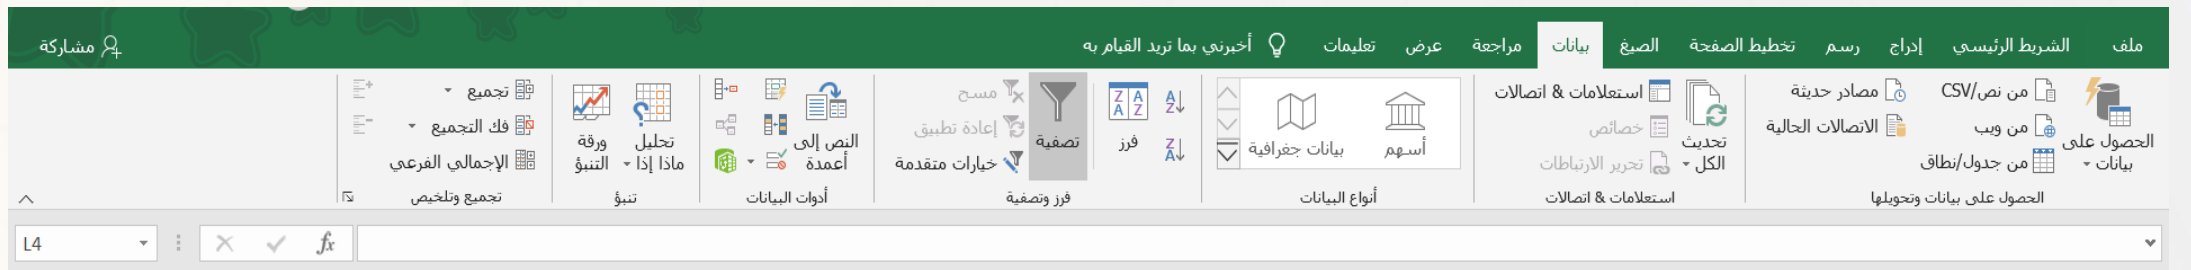 ملف الشريط الرئيسي إدراج رسم تخطيط الصفحة الصيغ بيانات مراجعة عرض تعليمات أخبرني بما تريد القيام به مشاركة
الحصول على بيانات
من نص/CSV
من ويب
من جدول/نطاق
مصادر حديثة
الاتصالات الحالية
الحصول على بيانات وتحويلها
تحديث الكل
استعلامات & اتصالات
خصائص
تحرير الارتباطات
استعلامات & اتصالات
أسهم
بيانات جغرافية
أنواع البيانات
فرز
تصفية
مسح
إعادة تطبيق
خيارات متقدمة
فرز وتصفية
النص إلى أعمدة
أدوات البيانات
تحليل ماذا إذا
ورقة التنبؤ
تنبؤ
تجميع
فك التجميع
الإجمالي الفرعي
تجميع وتلخيص
L4
fx